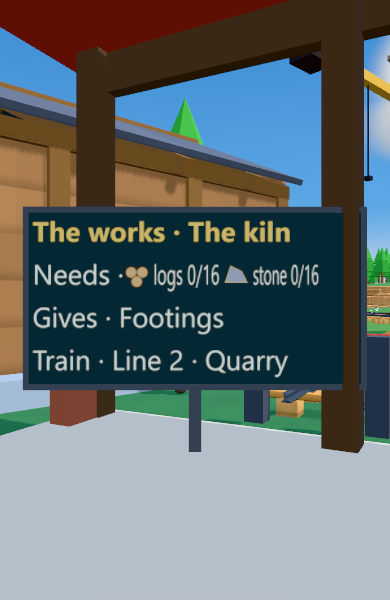 The works · The kiln
Needs · logs 0/16 stone 0/16
Gives · Footings
Train · Line 2 · Quarry